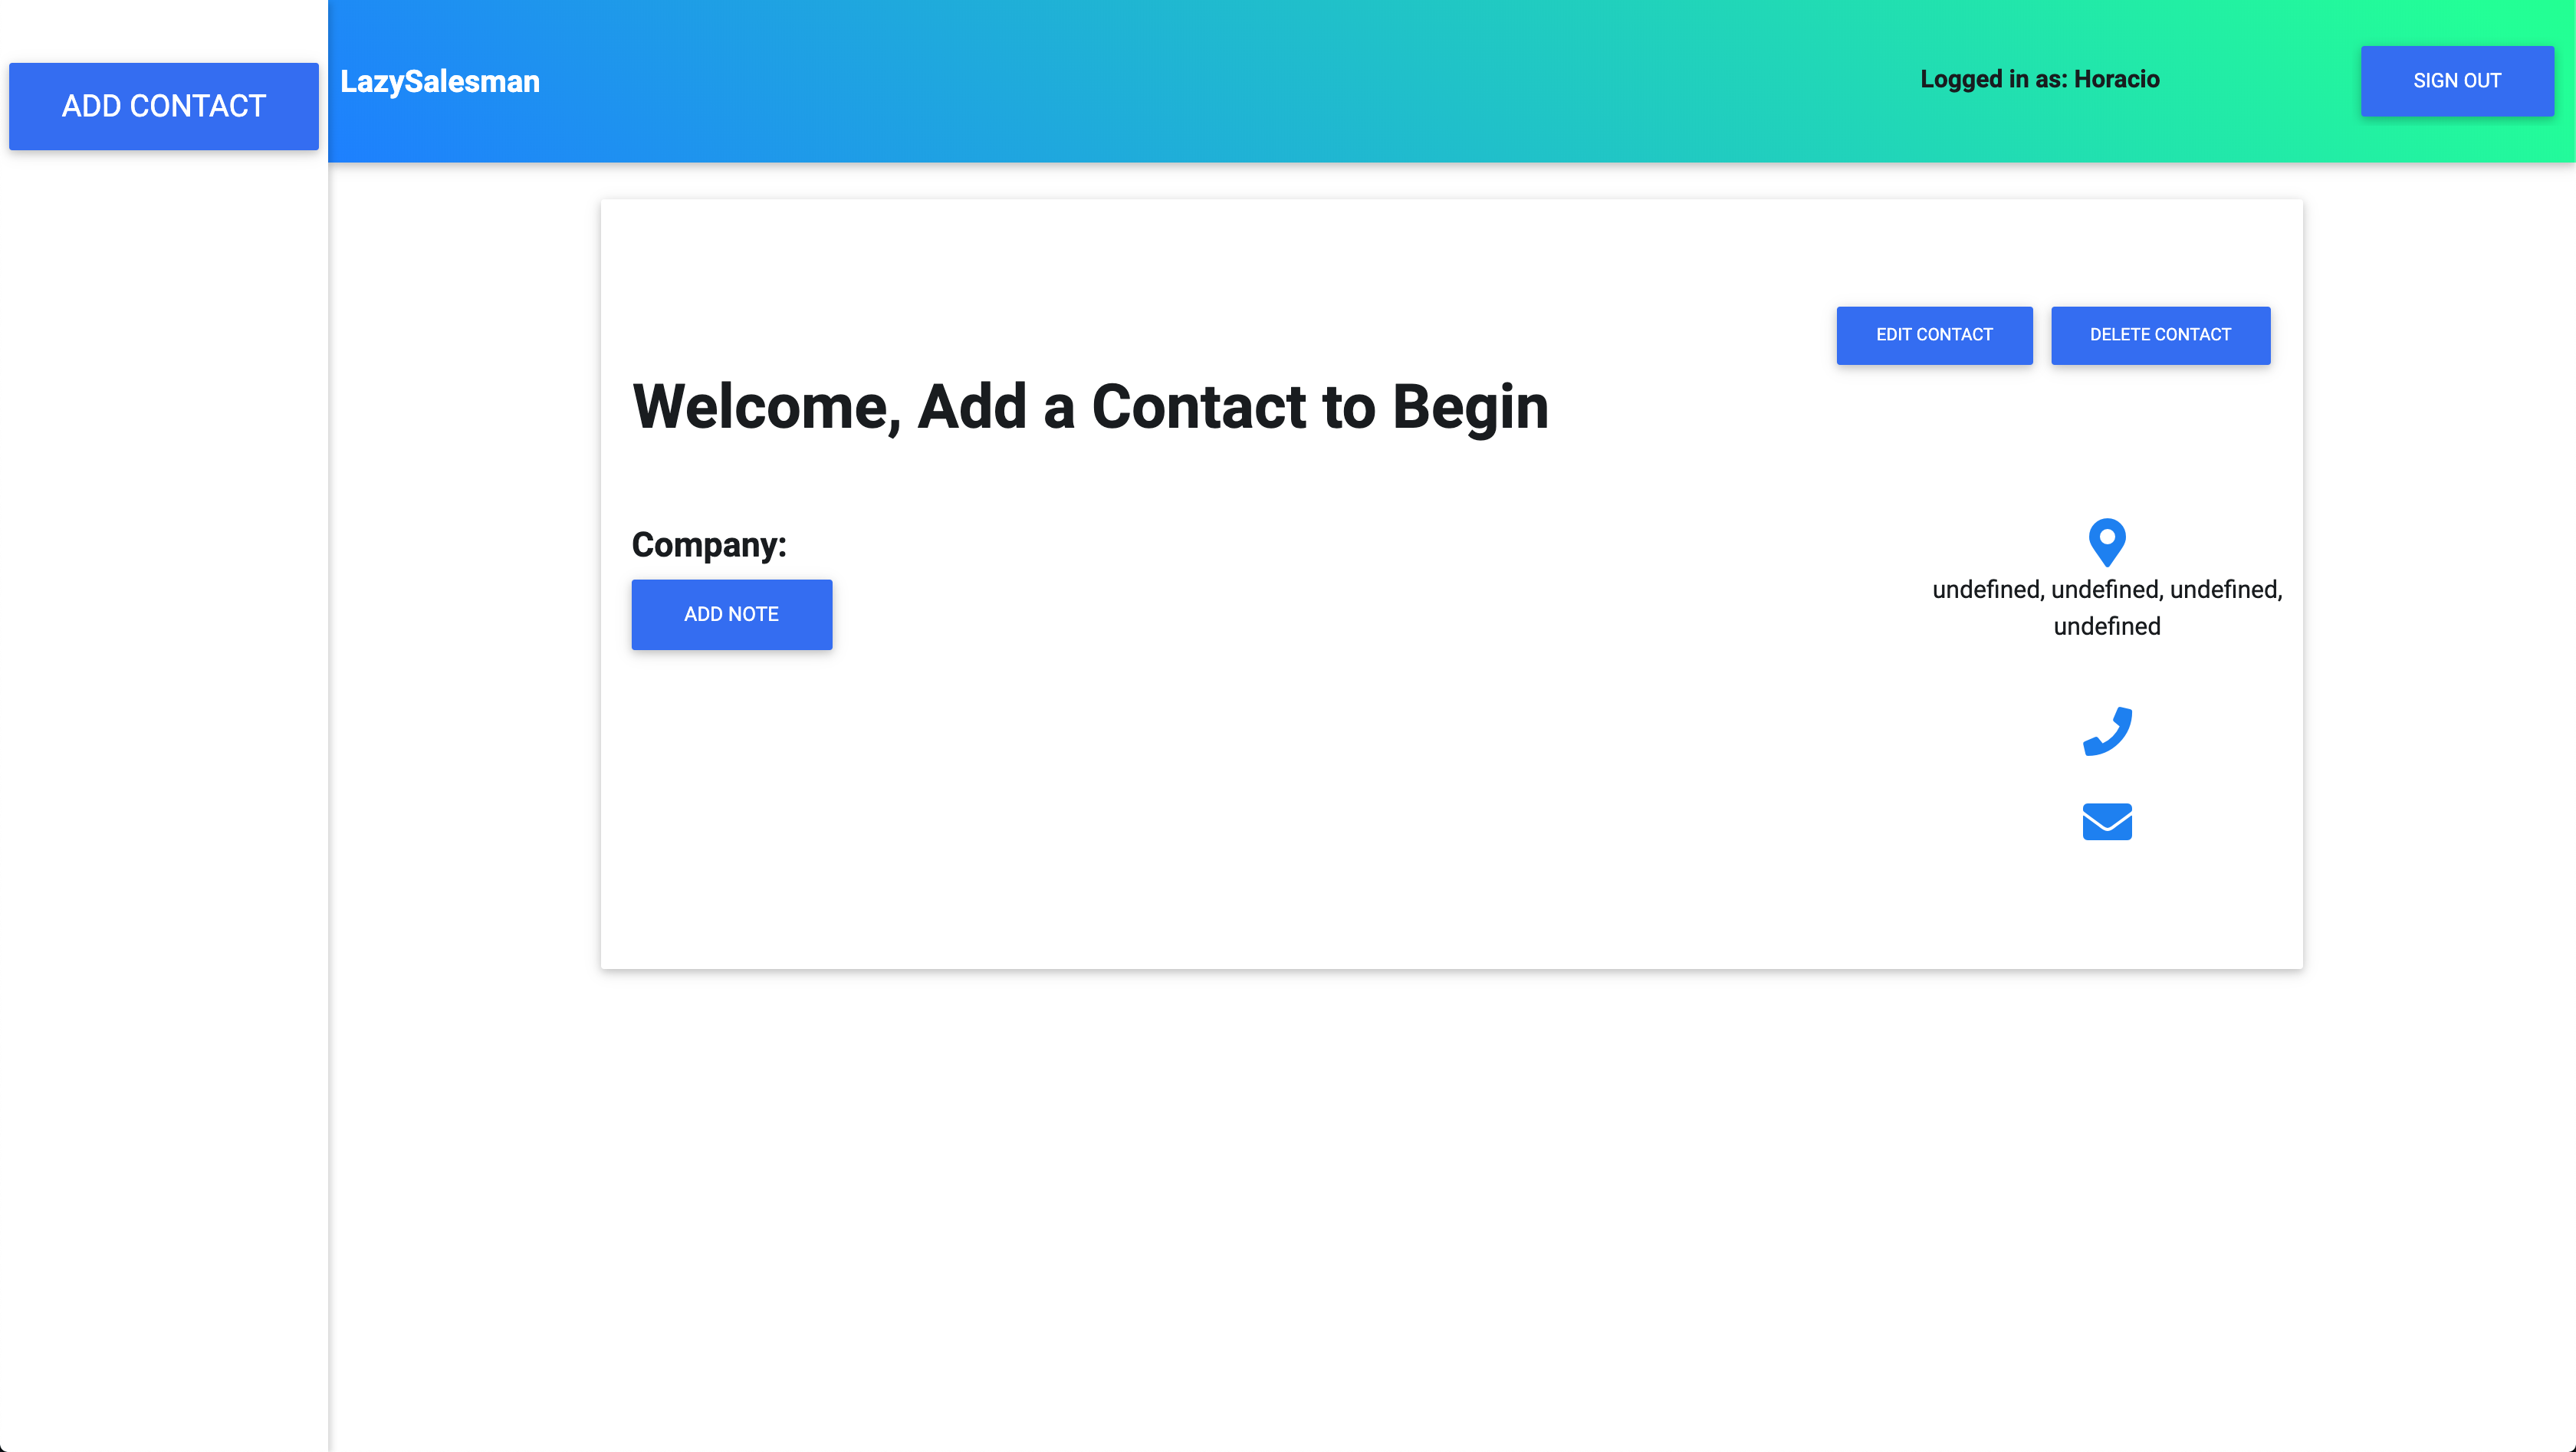 ADD CONTACT
LazySalesman
Logged in as: Horacio
SIGN OUT
EDIT CONTACT
DELETE CONTACT
Welcome, Add a Contact to Begin
Company:
ADD NOTE
undefined, undefined, undefined,
undefined